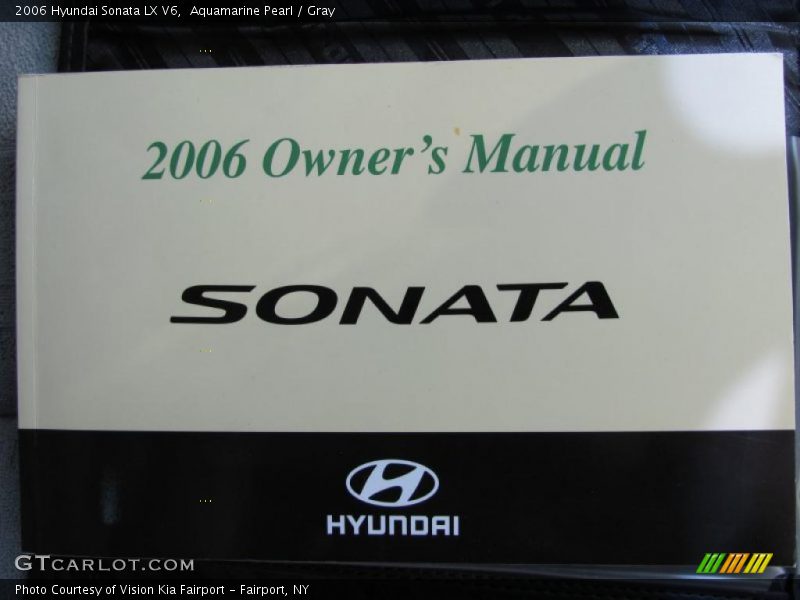 2006 Hyundai Sonata LX V6, Aquamarine Pearl / Gray
2006 Owner's Manual
SONATA
HYUNDAI
GTCARLOT.COM
Photo Courtesy of Vision Kia Fairport - Fairport, NY